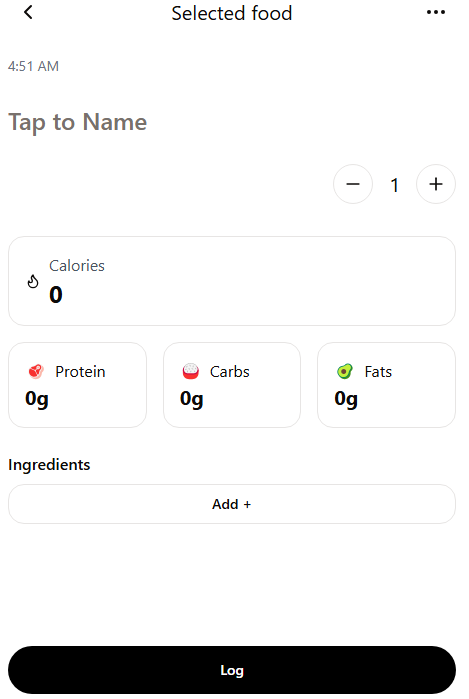 Selected food
4:51 AM
Tap to Name
1
Calories
0
Protein
0g
Carbs
0g
Fats
0g
Ingredients
Add +
Log